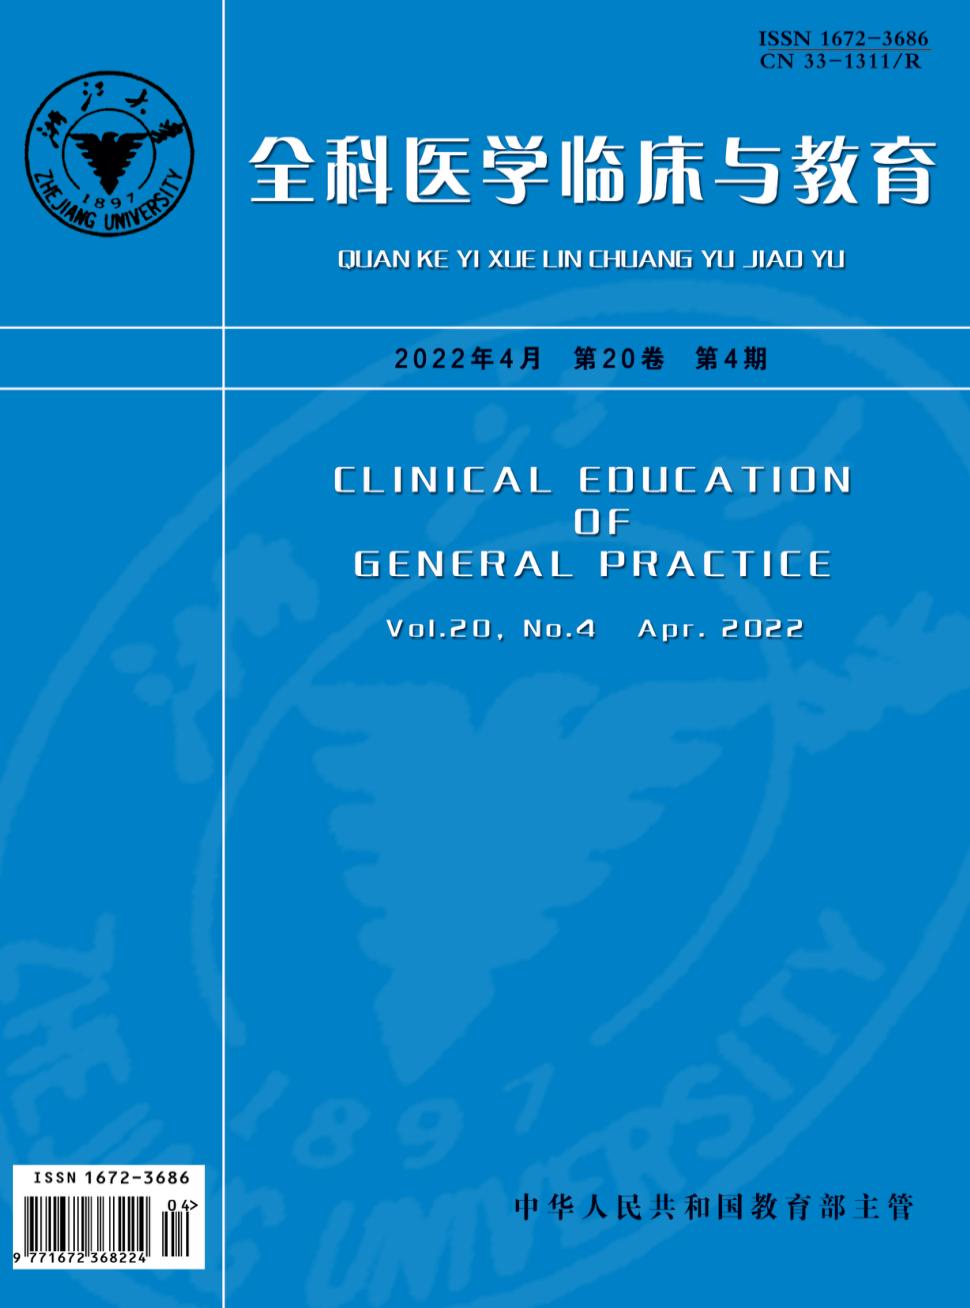 ISSN 1672-3686
CN 33-1311/R
浙江大学
1897
ZHEJIANG UNIVERSITY
全科医学临床与教育
QUAN KE YI XUE LIN CHUANG YU JIAO YU
2022年4月 第20卷 第4期
CLINICAL EDUCATION
OF
GENERAL PRACTICE
Vol.20, No.4 Apr. 2022
1897
ZHEJIANG UNIVERSITY
ISSN 1672-3686
04>
9 771672 368224
中华人民共和国教育部主管